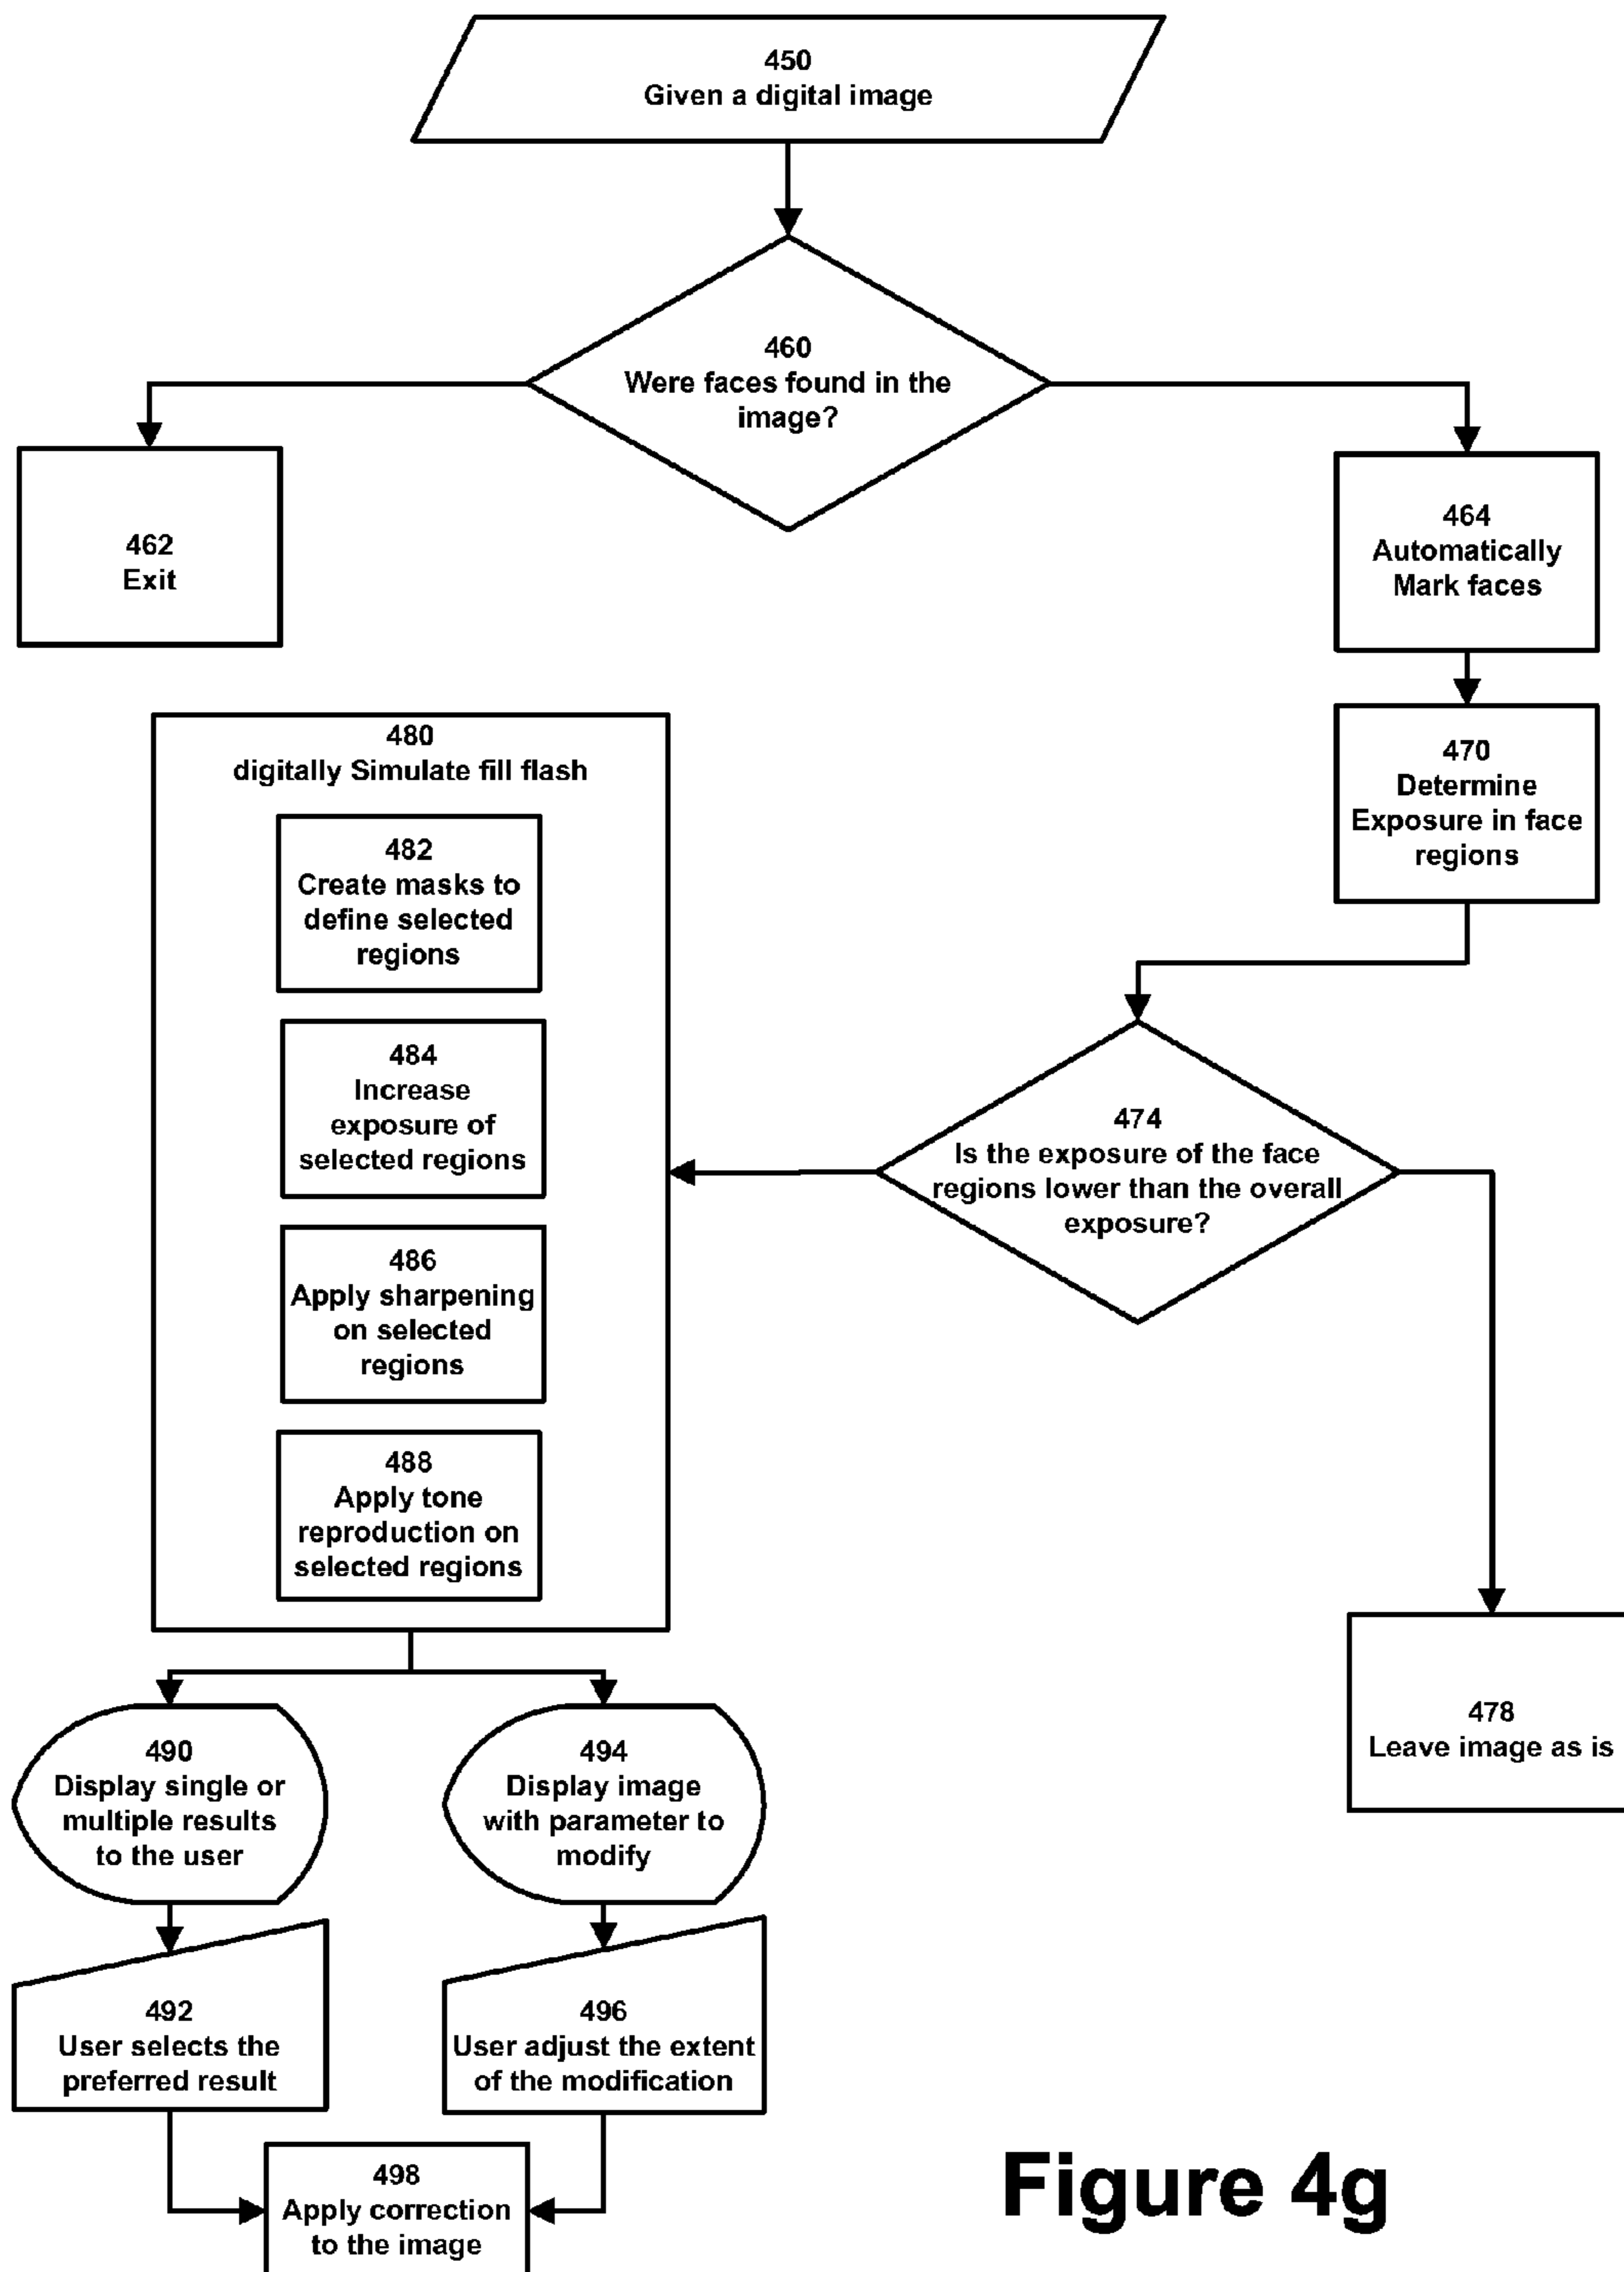 450
Given a digital image
460
Were faces found in the
image?
462
Exit
464
Automatically
Mark faces
470
Determine
Exposure in face
regions
474
Is the exposure of the face
regions lower than the overall
exposure?
478
Leave image as is
480
digitally Simulate fill flash
482
Create masks to
define selected
regions
484
Increase
exposure of
selected regions
486
Apply sharpening
on selected
regions
488
Apply tone
reproduction on
selected regions
490
Display single or
multiple results
to the user
494
Display image
with parameter to
modify
492
User selects the
preferred result
496
User adjust the extent
of the modification
498
Apply correction
to the image
Figure 4g